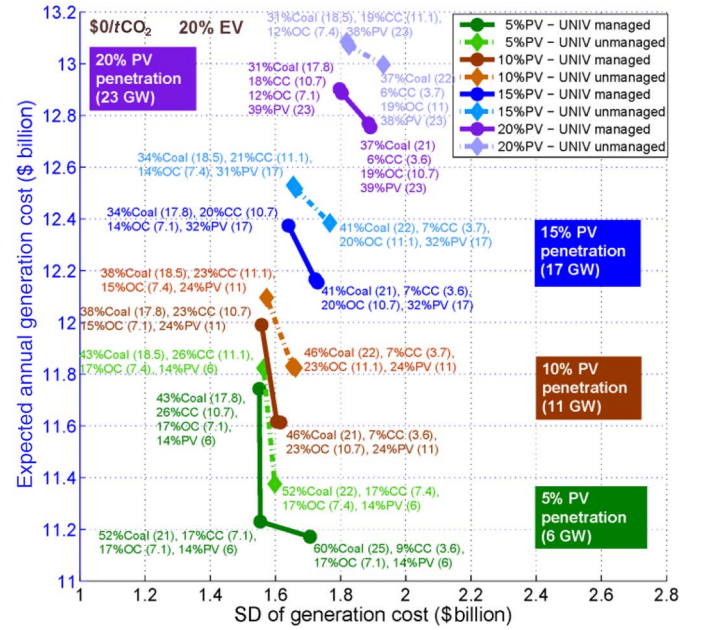 $0/tCO2 20% EV
31%Coal (18.5), 19%CC (11.1),
12%OC (7.4), 38%PV (23)
5%PV – UNIV managed
5%PV – UNIV unmanaged
10%PV – UNIV managed
10%PV – UNIV unmanaged
15%PV – UNIV managed
15%PV – UNIV unmanaged
20%PV – UNIV managed
20%PV – UNIV unmanaged
20% PV
penetration
(23 GW)
31%Coal (17.8)
18%CC (10.7)
12%OC (7.1)
39%PV (23)
37%Coal (22)
6%CC (3.7)
19%OC (11)
38%PV (23)
37%Coal (21)
6%CC (3.6)
19%OC (10.7)
39%PV (23)
34%Coal (18.5), 21%CC (11.1),
14%OC (7.4), 31%PV (17)
34%Coal (17.8), 20%CC (10.7)
14%OC (7.1), 32%PV (17)
41%Coal (22), 7%CC (3.7),
20%OC (11.1), 32%PV (17)
15% PV
penetration
(17 GW)
41%Coal (21), 7%CC (3.6),
20%OC (10.7), 32%PV (17)
38%Coal (18.5), 23%CC (11.1),
15%OC (7.4), 24%PV (11)
38%Coal (17.8), 23%CC (10.7)
15%OC (7.1), 24%PV (11)
43%Coal (18.5), 26%CC (11.1),
17%OC (7.4), 14%PV (6)
46%Coal (22), 7%CC (3.7),
23%OC (11.1), 24%PV (11)
10% PV
penetration
(11 GW)
43%Coal (17.8),
26%CC (10.7),
17%OC (7.1),
14%PV (6)
46%Coal (21), 7%CC (3.6),
23%OC (10.7), 24%PV (11)
52%Coal (22), 17%CC (7.4),
17%OC (7.4), 14%PV (6)
5% PV
penetration
(6 GW)
52%Coal (21), 17%CC (7.1),
17%OC (7.1), 14%PV (6)
60%Coal (25), 9%CC (3.6),
17%OC (7.1), 14%PV (6)
Expected annual generation cost ($ billion)
13.2
13
12.8
12.6
12.4
12.2
12
11.8
11.6
11.4
11.2
11
1 1.2 1.4 1.6 1.8 2 2.2 2.4 2.6 2.8
SD of generation cost ($billion)